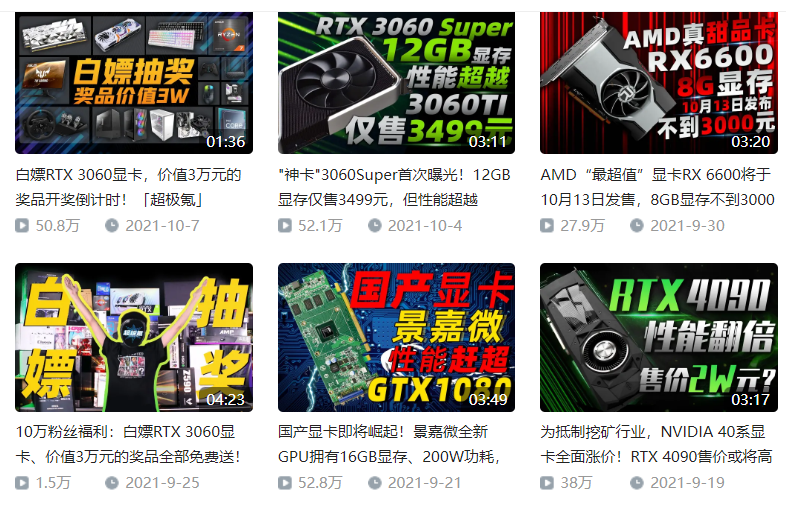 RYZEN
白嫖抽奖
奖品价值3W
CORE
01:36
RTX 3060 Super
12GB显存
性能超越
3060TI
仅售3499元
03:11
AMD真甜品卡
RX6600
8G显存
10月13日发布
不到3000元
03:20
白嫖RTX 3060显卡，价值3万元的
奖品开奖倒计时！「超极氪」
50.8万
2021-10-7
"神卡"3060Super首次曝光！12GB
显存仅售3499元，但性能超越
52.1万
2021-10-4
AMD“最超值”显卡RX 6600将于
10月13日发售，8GB显存不到3000
27.9万
2021-9-30
白嫖
抽奖
Z590
04:23
国产显卡
景嘉微
性能赶超
GTX1080
03:49
RTX 4090
性能翻倍
售价2W元?
03:17
10万粉丝福利：白嫖RTX 3060显
卡、价值3万元的奖品全部免费送！
1.5万
2021-9-25
国产显卡即将崛起！景嘉微全新
GPU拥有16GB显存、200W功耗，
52.8万
2021-9-21
为抵制挖矿行业，NVIDIA 40系显
卡全面涨价！RTX 4090售价或将高
38万
2021-9-19